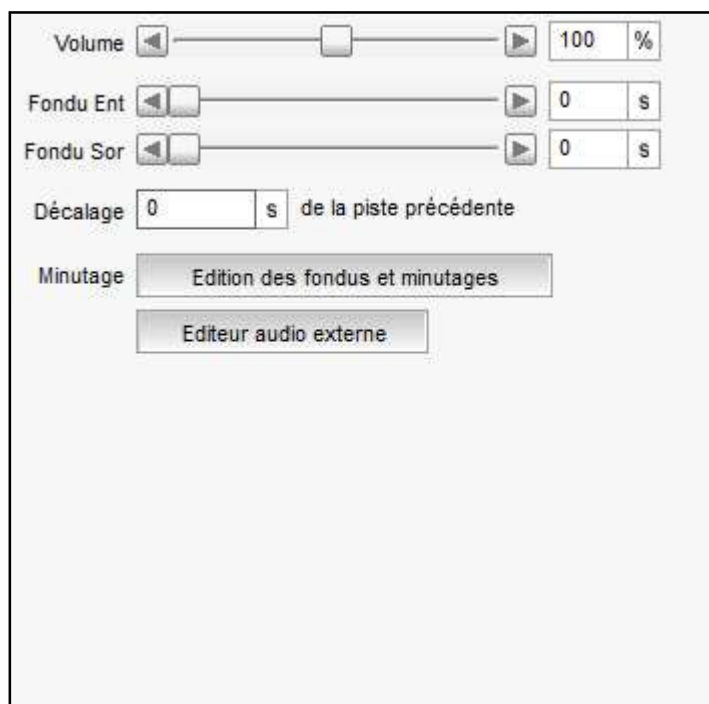 Volume 100 %
Fondu Ent 0 s
Fondu Sor 0 s
Décalage 0 s de la piste précédente
Minutage Edition des fondus et minutages
Editeur audio externe